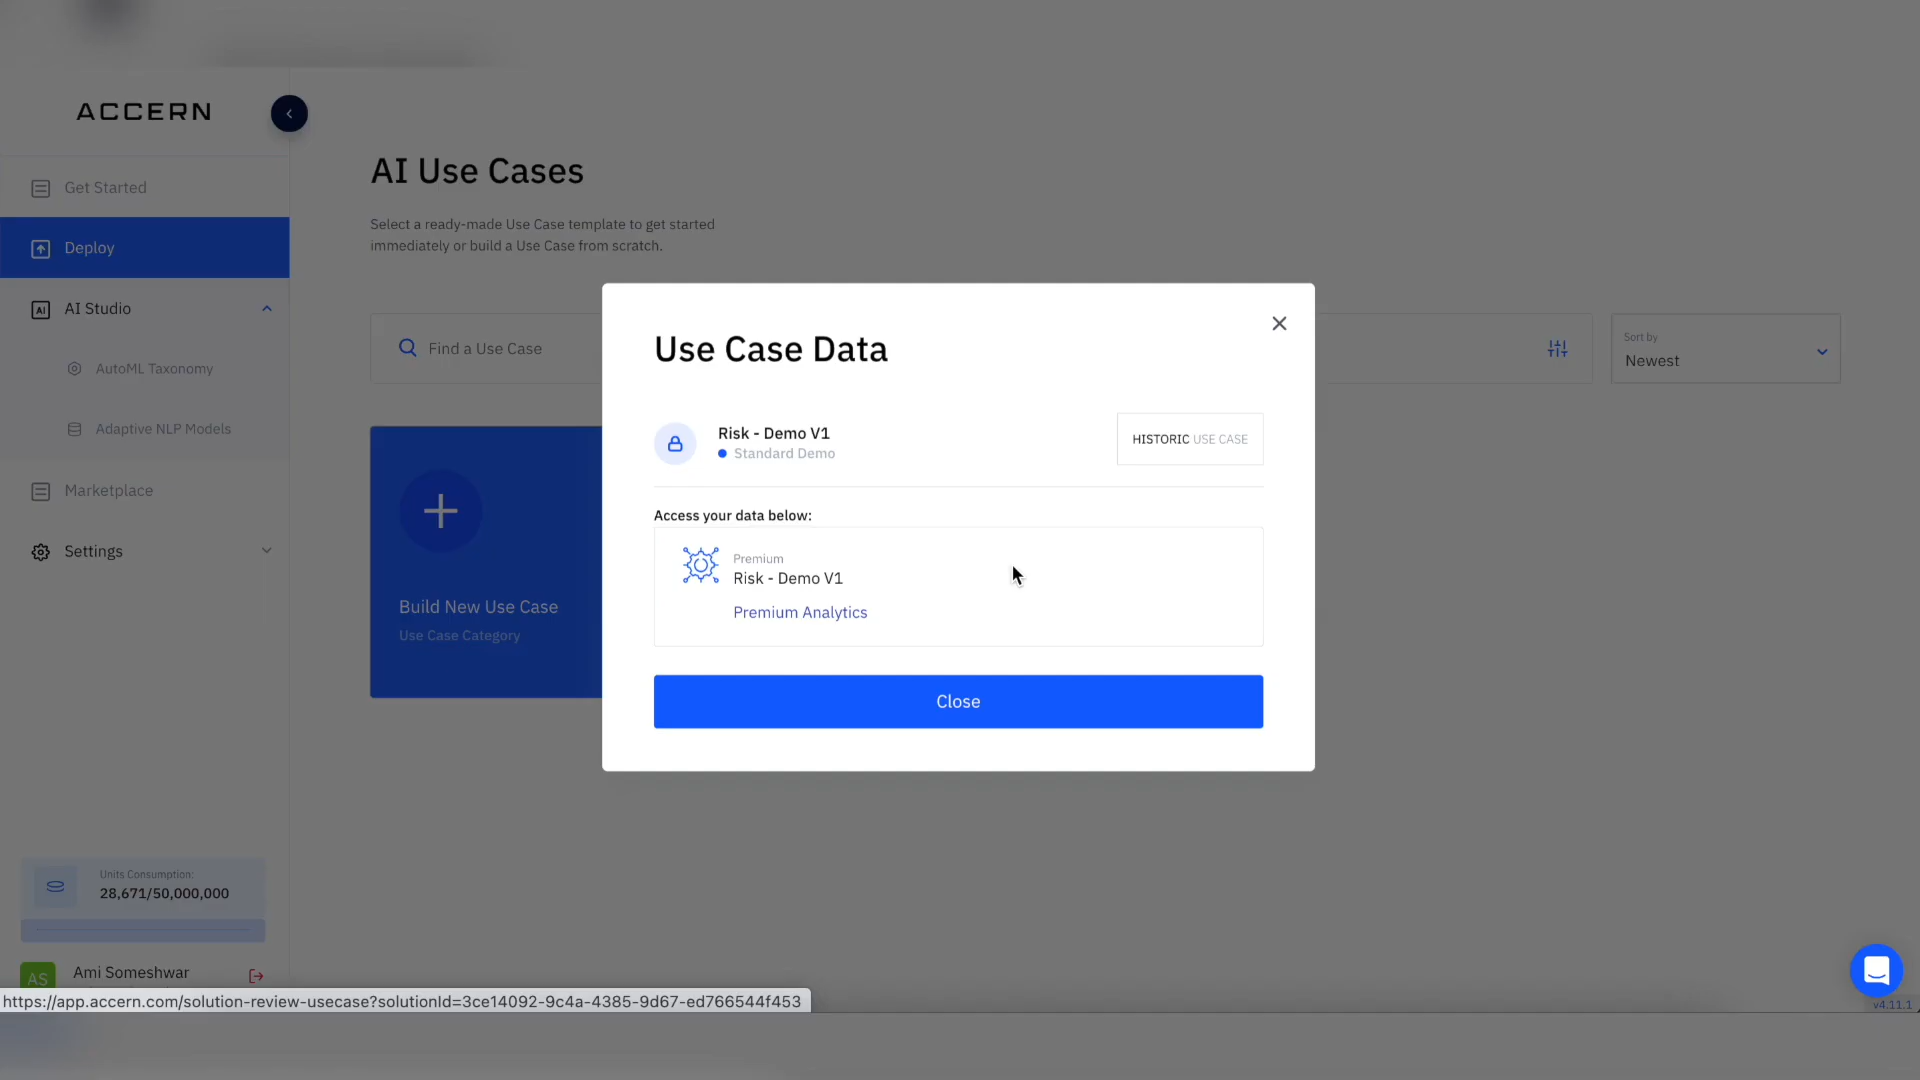 ACCERN
Get Started
Deploy
AI Studio
AutoML Taxonomy
Adaptive NLP Models
Marketplace
Settings
Units Consumption:
28,671/50,000,000
AS
Ami Someshwar
https://app.accern.com/solution-review-usecase?solutionId=3ce14092-9c4a-4385-9d67-ed766544f453
AI Use Cases
Select a ready-made Use Case template to get started
immediately or build a Use Case from scratch.
Find a Use Case
Sort by
Newest
Build New Use Case
Use Case Category
Use Case Data
Risk - Demo V1
Standard Demo
HISTORIC USE CASE
Access your data below:
Premium
Risk - Demo V1
Premium Analytics
Close
v4.11.1